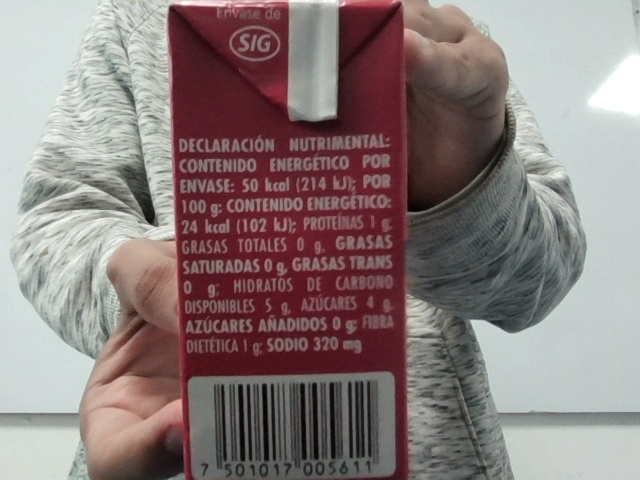 Envase de
SIG
DECLARACIÓN NUTRIMENTAL:
CONTENIDO ENERGÉTICO POR
ENVASE: 50 kcal (214 kJ); POR
100 g: CONTENIDO ENERGÉTICO:
24 kcal (102 kJ); PROTEÍNAS 1 g;
GRASAS TOTALES 0 g, GRASAS
SATURADAS 0 g, GRASAS TRANS
0 g; HIDRATOS DE CARBONO
DISPONIBLES 5 g, AZÚCARES 4 g,
AZÚCARES AÑADIDOS 0 g; FIBRA
DIETÉTICA 1 g; SODIO 320 mg
7 501017 005611